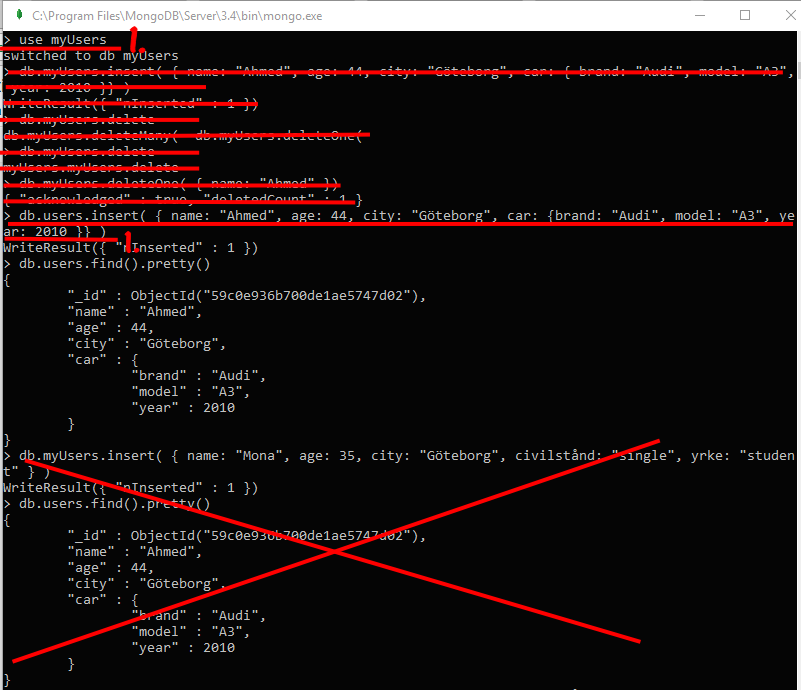 C:\Program Files\MongoDB\Server\3.4\bin\mongo.exe
> use myUsers
1.
switched to db myUsers
> db.myUsers.insert( { name: "Ahmed", age: 44, city: "Göteborg", car: { brand: "Audi", model: "A3",
year: 2010 }} )
WriteResult({ "nInserted" : 1 })
> db.myUsers.delete
db.myUsers.deleteMany(  db.myUsers.deleteOne(
> db.myUsers.delete
myUsers.myUsers.delete
> db.myUsers.deleteOne( { name: "Ahmed" })
{ "acknowledged" : true, "deletedCount" : 1 }
> db.users.insert( { name: "Ahmed", age: 44, city: "Göteborg", car: {brand: "Audi", model: "A3", ye
ar: 2010 }} )
1.
WriteResult({ "nInserted" : 1 })
> db.users.find().pretty()
{
"_id" : ObjectId("59c0e936b700de1ae5747d02"),
"name" : "Ahmed",
"age" : 44,
"city" : "Göteborg",
"car" : {
"brand" : "Audi",
"model" : "A3",
"year" : 2010
}
}
> db.myUsers.insert( { name: "Mona", age: 35, city: "Göteborg", civilstånd: "single", yrke: "studen
t" } )
WriteResult({ "nInserted" : 1 })
> db.users.find().pretty()
{
"_id" : ObjectId("59c0e936b700de1ae5747d02"),
"name" : "Ahmed",
"age" : 44,
"city" : "Göteborg",
"car" : {
"brand" : "Audi",
"model" : "A3",
"year" : 2010
}
}